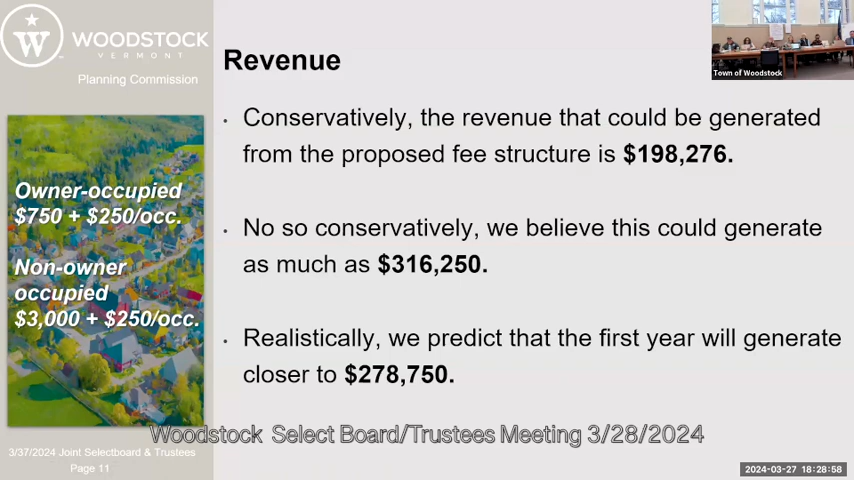 W
WOODSTOCK
VERMONT
Planning Commission
Owner-occupied
$750 + $250/occ.
Non-owner
occupied
$3,000 + $250/occ.
3/37/2024 Joint Selectboard & Trustees
Page 11
Revenue
• Conservatively, the revenue that could be generated
from the proposed fee structure is $198,276.
• No so conservatively, we believe this could generate
as much as $316,250.
• Realistically, we predict that the first year will generate
closer to $278,750.
Town of Woodstock
Woodstock Select Board/Trustees Meeting 3/28/2024
2024-03-27 18:28:58